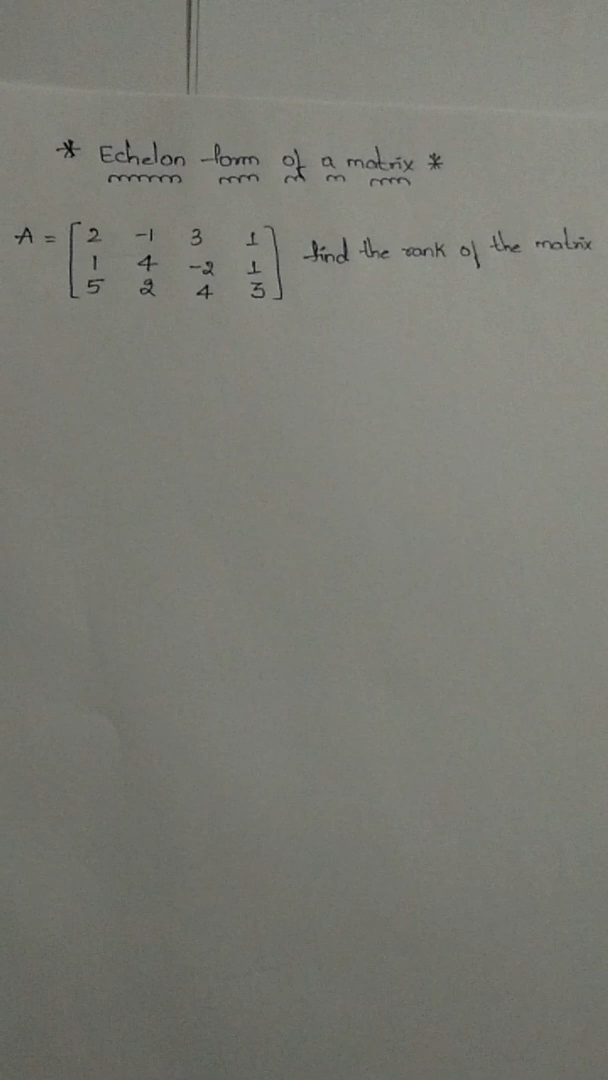 * Echelon form of a matrix *
A = [2 -1 3 1
1 4 -2 1
5 2 4 3] find the rank of the matrix